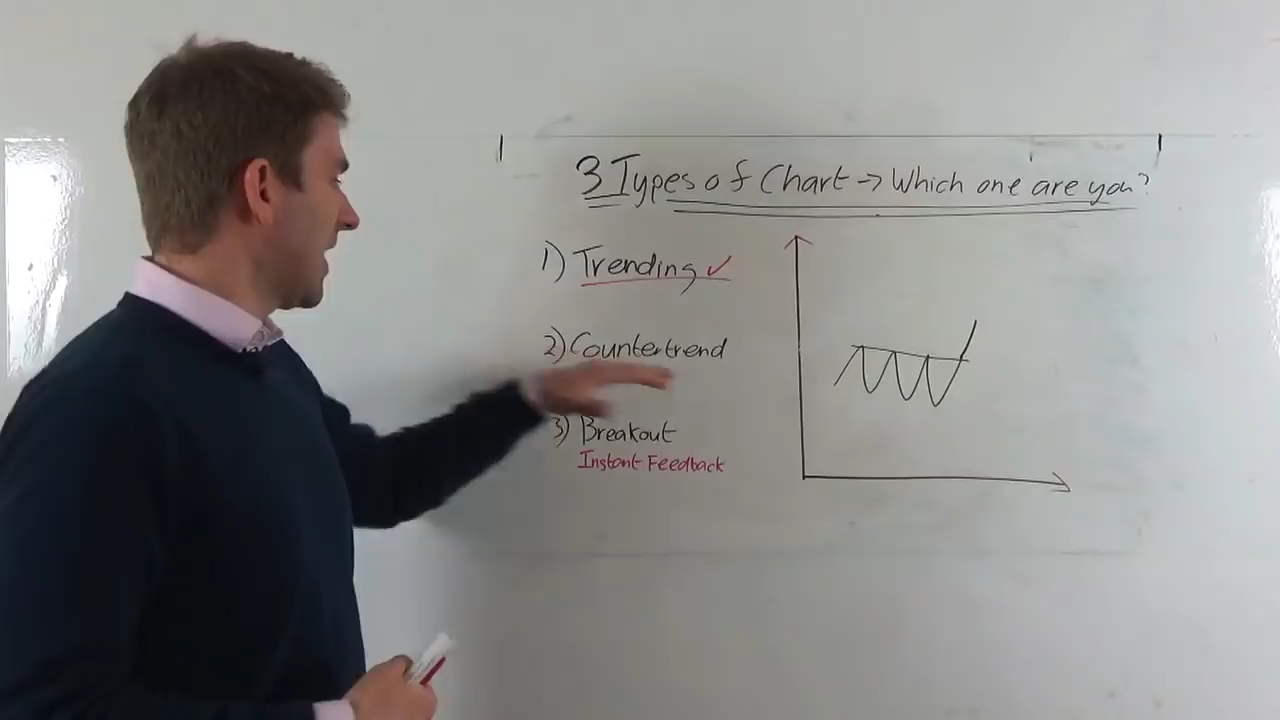 3 Types of Chart → Which one are you?
1) Trending ✓
2) Countertrend
3) Breakout
Instant Feedback